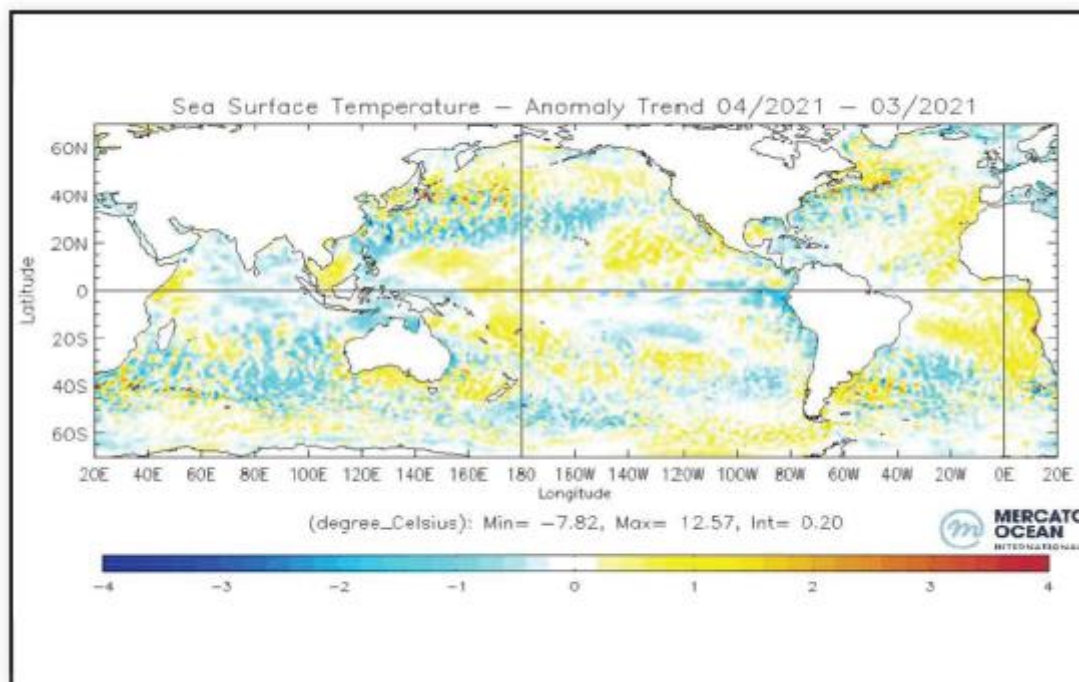 Sea Surface Temperature – Anomaly Trend 04/2021 – 03/2021
60N
40N
20N
0
20S
40S
60S
Latitude
20E 40E 60E 80E 100E 120E 140E 160E 180 160W 140W 120W 100W 80W 60W 40W 20W 0E 20E
Longitude
(degree_Celsius): Min= -7.82, Max= 12.57, Int= 0.20
MERCATO
OCEAN
INTERNATIONAL
-4 -3 -2 -1 0 1 2 3 4